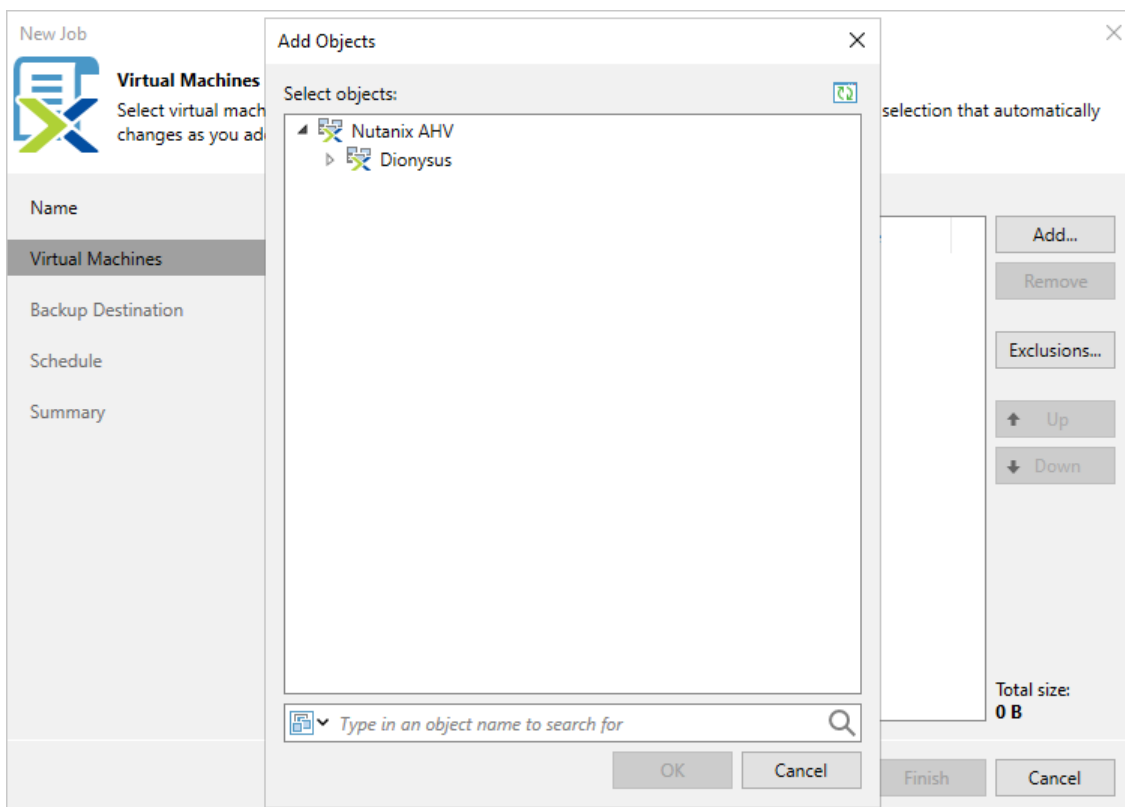 New Job
Add Objects
Virtual Machines
Select virtual mach
selection that automatically
changes as you ad
Select objects:
Nutanix AHV
Dionysus
Name
Virtual Machines
Backup Destination
Schedule
Summary
Add...
Remove
Exclusions...
Up
Down
Total size:
0 B
Type in an object name to search for
OK
Cancel
Finish
Cancel